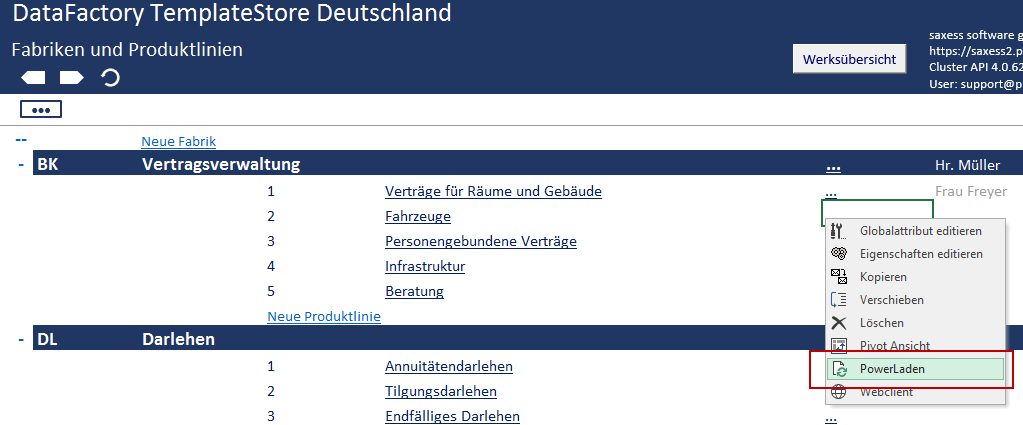 DataFactory TemplateStore Deutschland
Fabriken und Produktlinien
Werksübersicht
saxess software g
https://saxess2.p
Cluster API 4.0.62
User: support@p
•••
--
Neue Fabrik
- BK Vertragsverwaltung ... Hr. Müller
1 Verträge für Räume und Gebäude ... Frau Freyer
2 Fahrzeuge
3 Personengebundene Verträge
4 Infrastruktur
5 Beratung
Neue Produktlinie
- DL Darlehen
1 Annuitätendarlehen
2 Tilgungsdarlehen
3 Endfälliges Darlehen ...
Globalattribut editieren
Eigenschaften editieren
Kopieren
Verschieben
Löschen
Pivot Ansicht
PowerLaden
Webclient